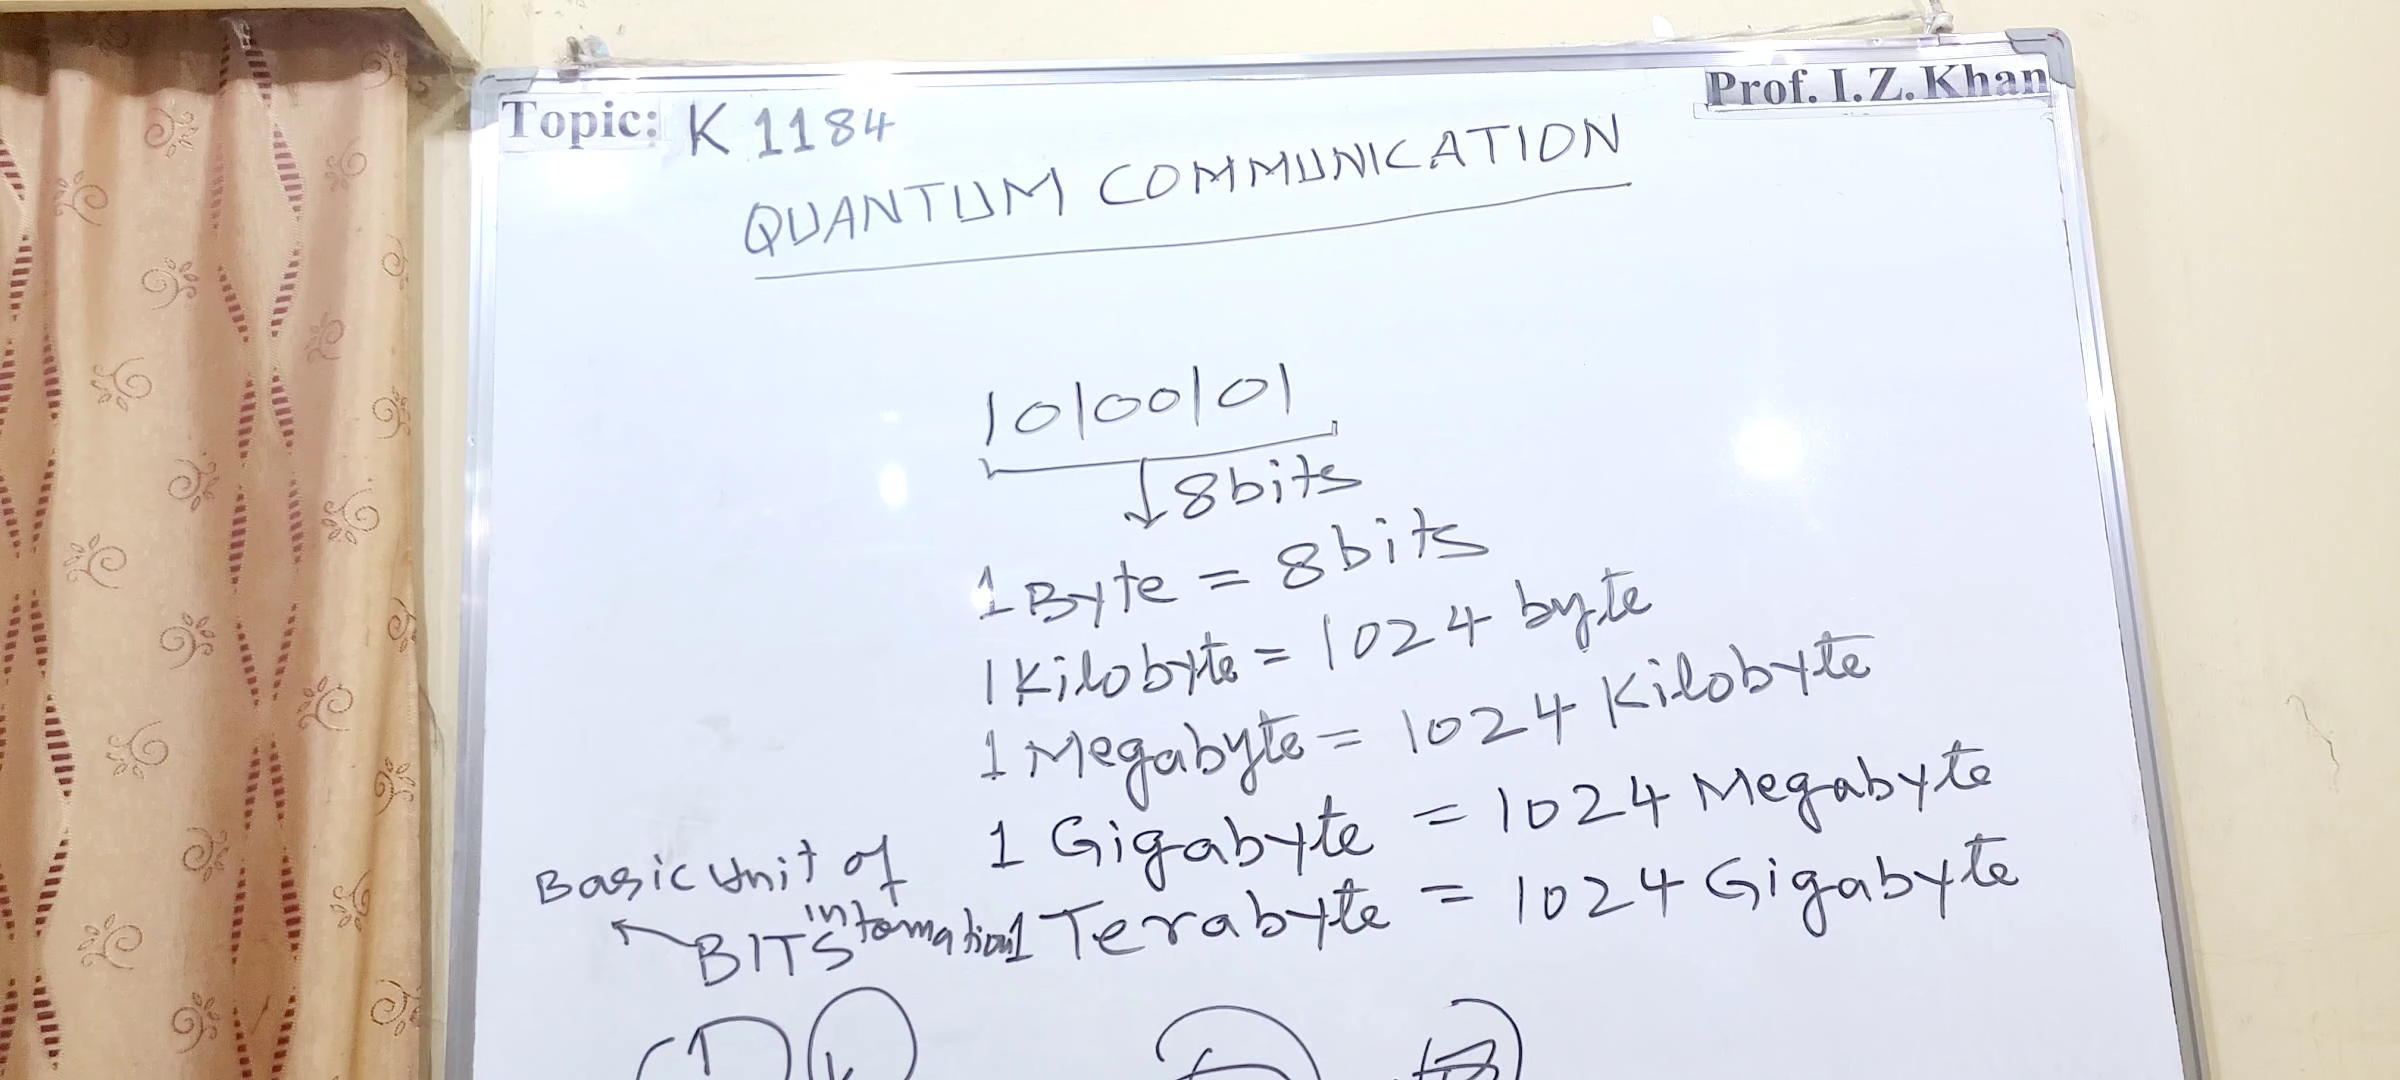 Topic: K 1184
Prof. I. Z. Khan
QUANTUM COMMUNICATION
10100101
8bits
1 Byte = 8bits
1 Kilobyte = 1024 byte
1 Megabyte = 1024 Kilobyte
1 Gigabyte = 1024 Megabyte
1 Terabyte = 1024 Gigabyte
Basic Unit of
intomation
BITS